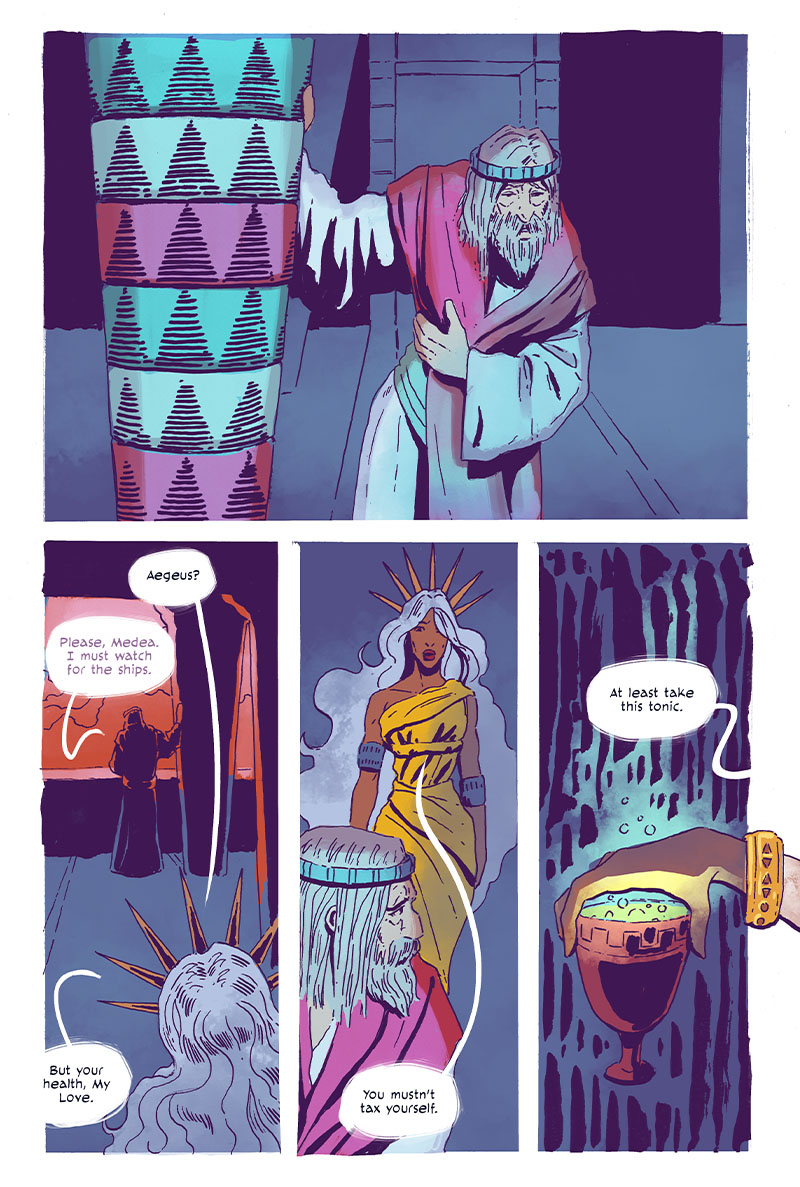 Aegeus?
Please, Medea.
I must watch
for the ships.
But your
health, My
Love.
You mustn't
tax yourself.
At least take
this tonic.